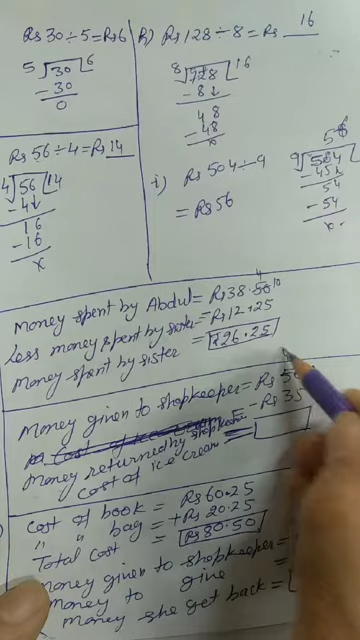 Rs 30 ÷ 5 = Rs 6
5 30 6
- 30
0
h) Rs 128 ÷ 8 = Rs 16
8 128 16
- 8 ↓
48
- 48
x
Rs 56 ÷ 4 = Rs 14
4 56 14
- 4 ↓
16
- 16
x
i) Rs 504 ÷ 9
= Rs 56
56
9 504
- 45 ↓
54
- 54
x
4 10
Money spent by Abdul = Rs 38.50
Less money spent by sister = Rs 12.25
Money spent by sister = Rs 26.25
Money given to shopkeeper = Rs 50
Money returned by shopkeeper = - Rs 35
cost of ice cream =
cost of book = Rs 60.25
" " bag = + Rs 20.25
Total cost = Rs 80.50
Money given to shopkeeper =
money to give =
money she get back =